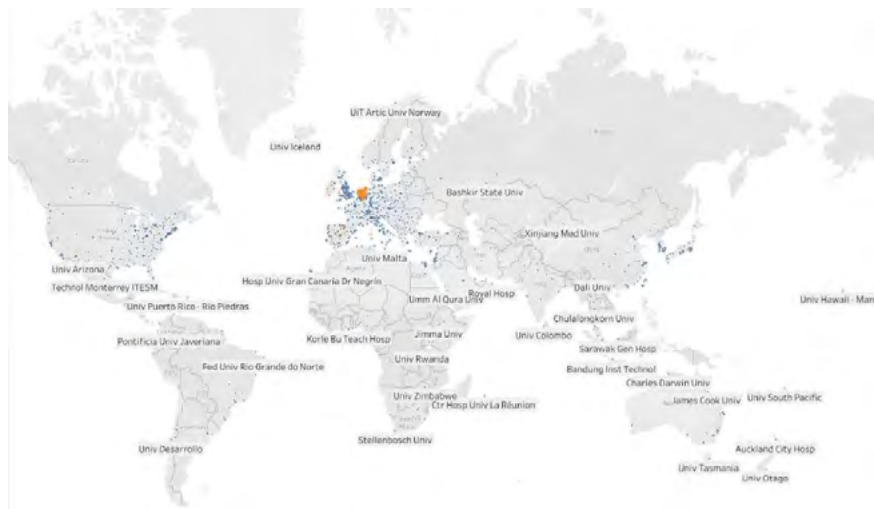 UiT Artic Univ Norway
Univ Iceland
Bashkir State Univ
Xinjiang Med Univ
Univ Malta
Univ Arizona
Hosp Univ Gran Canaria Dr Negrín
Technol Monterrey ITESM
Royal Hosp
Dali Univ
Umm Al Qura Univ
Univ Hawaii - Man
Univ Puerto Rico - Rio Piedras
Chulalongkorn Univ
Jimma Univ
Univ Colombo
Korle Bu Teach Hosp
Pontificia Univ Javeriana
Sarawak Gen Hosp
Univ Rwanda
Fed Univ Rio Grande do Norte
Bandung Inst Technol
Charles Darwin Univ
Univ Zimbabwe
Univ South Pacific
James Cook Univ
Ctr Hosp Univ La Réunion
Stellenbosch Univ
Univ Desarrollo
Auckland City Hosp
Univ Tasmania
Univ Otago